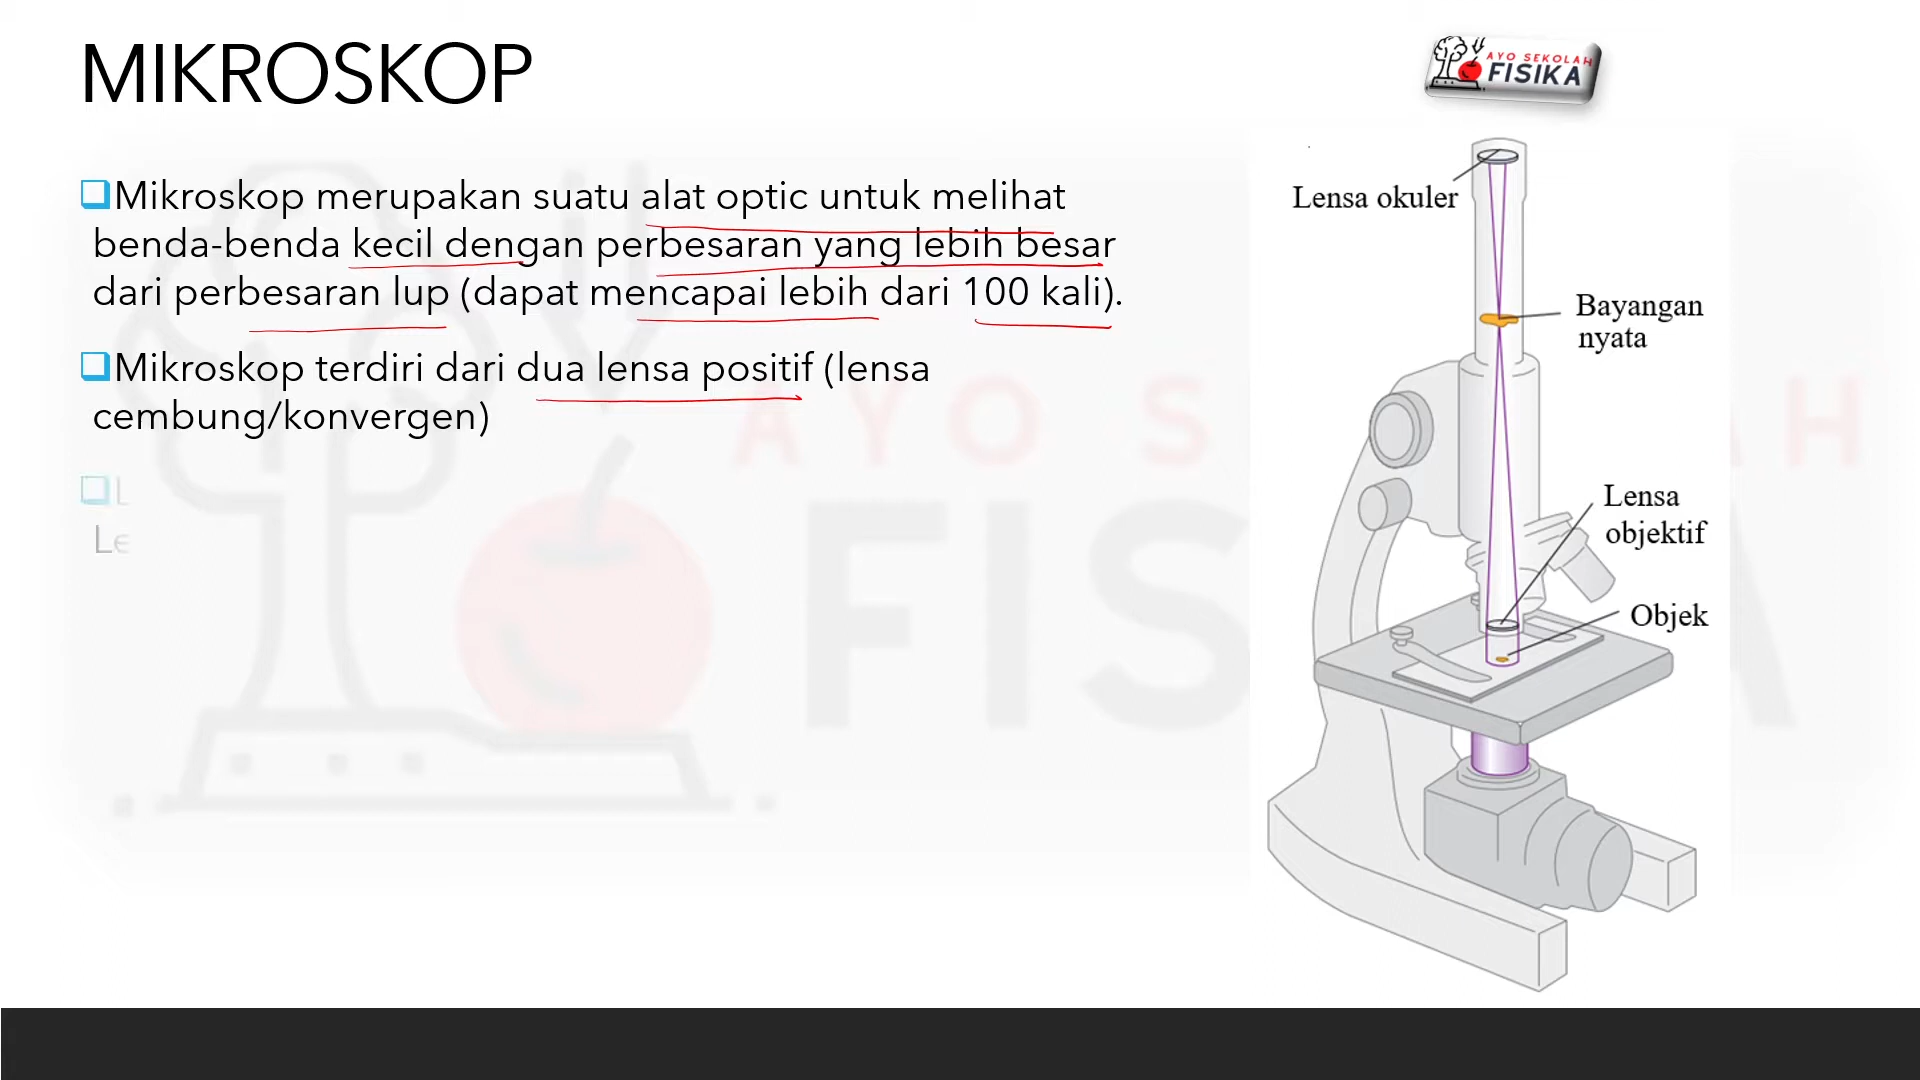 MIKROSKOP
AYO SEKOLAH
FISIKA
Mikroskop merupakan suatu alat optic untuk melihat
benda-benda kecil dengan perbesaran yang lebih besar
dari perbesaran lup (dapat mencapai lebih dari 100 kali).
Mikroskop terdiri dari dua lensa positif (lensa
cembung/konvergen)
Lensa okuler
Bayangan
nyata
Lensa
objektif
Objek